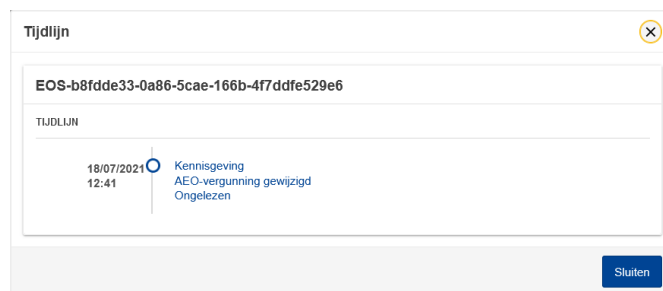 Tijdlijn
EOS-b8fdde33-0a86-5cae-166b-4f7ddfe529e6
TIJDLIJN
18/07/2021
12:41
Kennisgeving
AEO-vergunning gewijzigd
Ongelezen
Sluiten